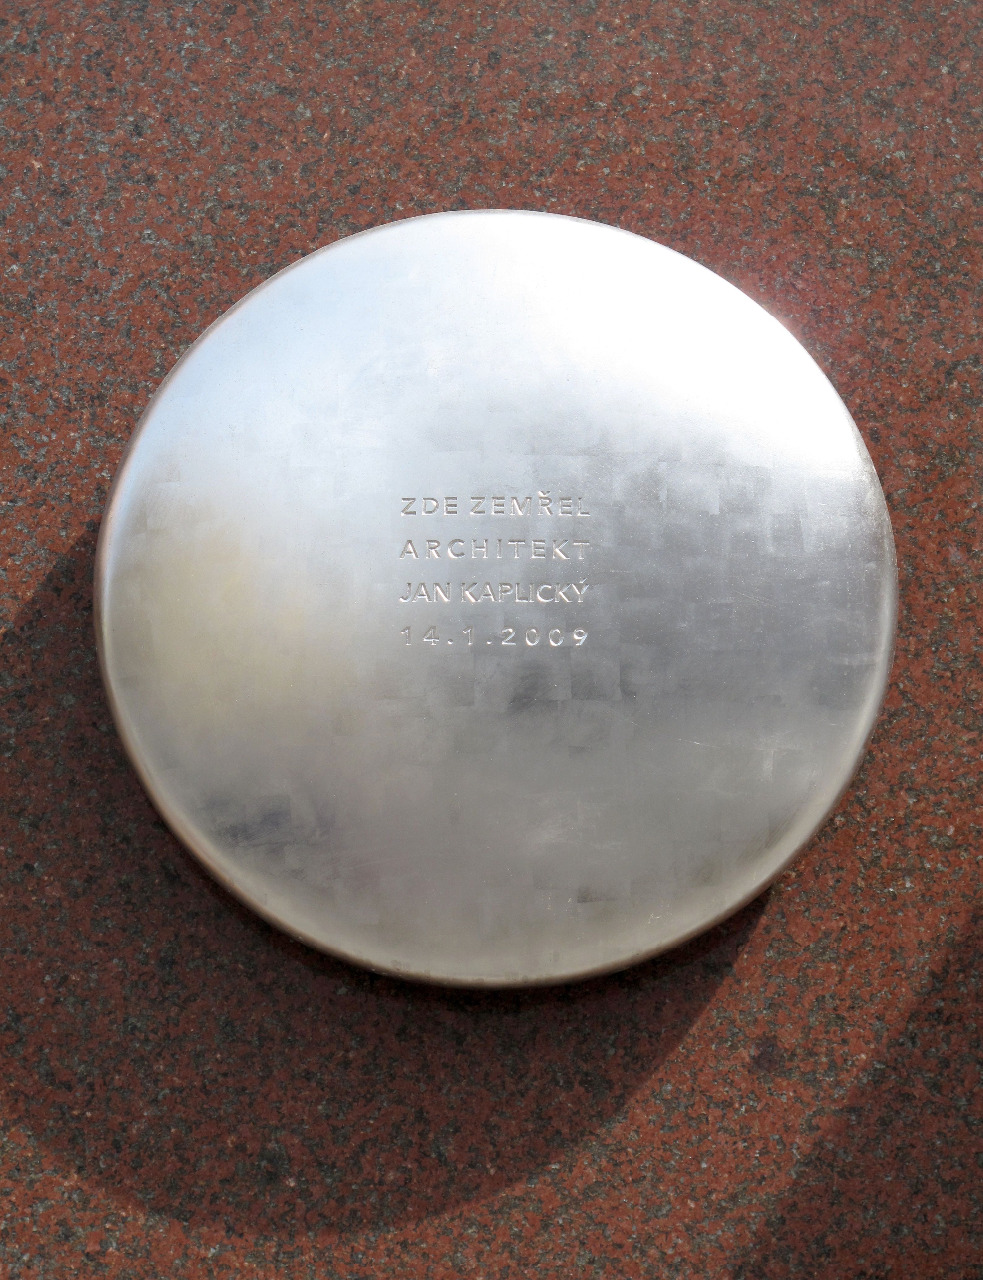 ZDE ZEMŘEL
ARCHITEKT
JAN KAPLICKÝ
14.1.2009